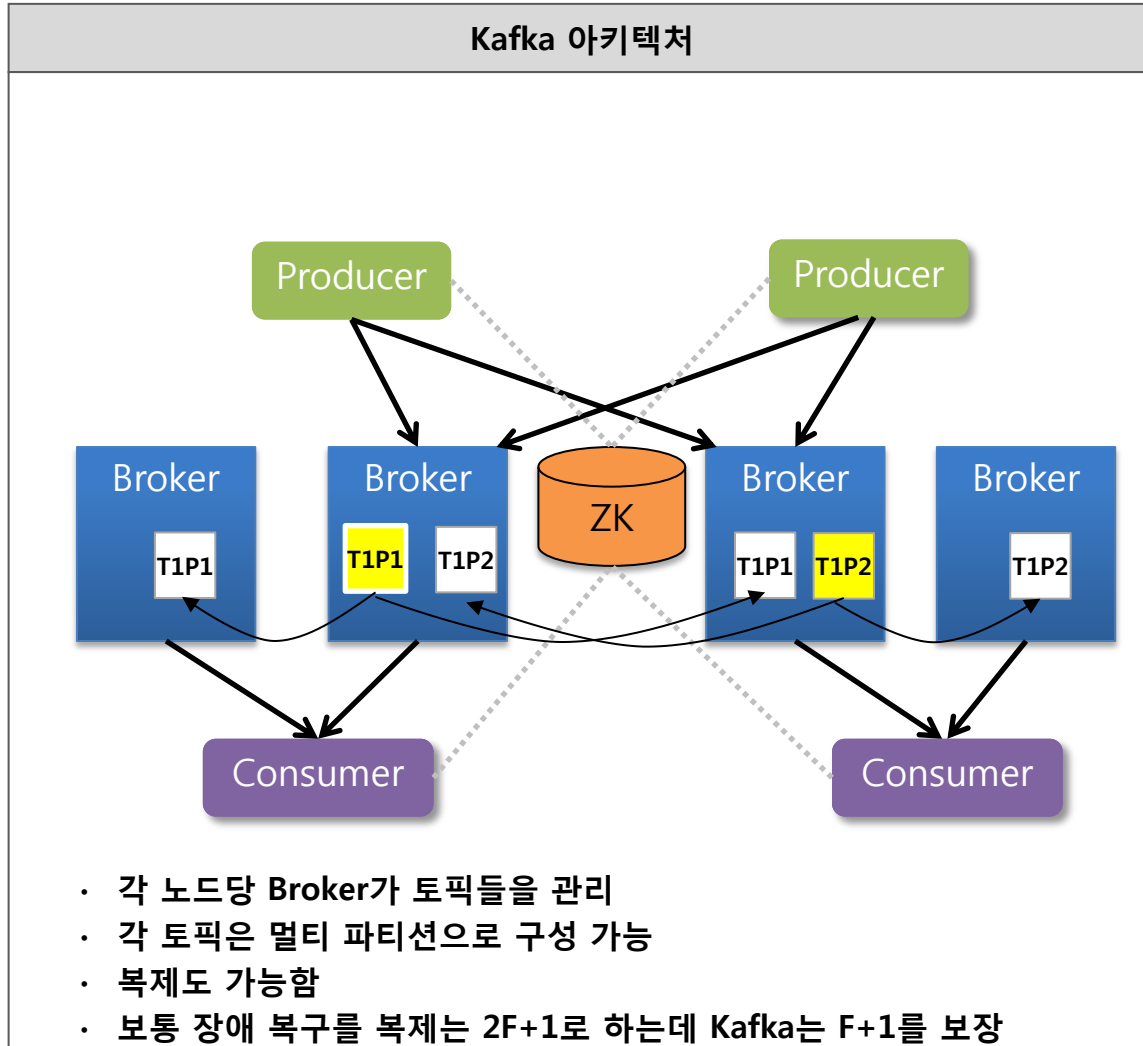 Kafka 아키텍처
Producer
Producer
Broker
Broker
ZK
Broker
Broker
T1P1
T1P1
T1P2
T1P1
T1P2
T1P2
Consumer
Consumer
· 각 노드당 Broker가 토픽들을 관리
· 각 토픽은 멀티 파티션으로 구성 가능
· 복제도 가능함
· 보통 장애 복구를 복제는 2F+1로 하는데 Kafka는 F+1를 보장